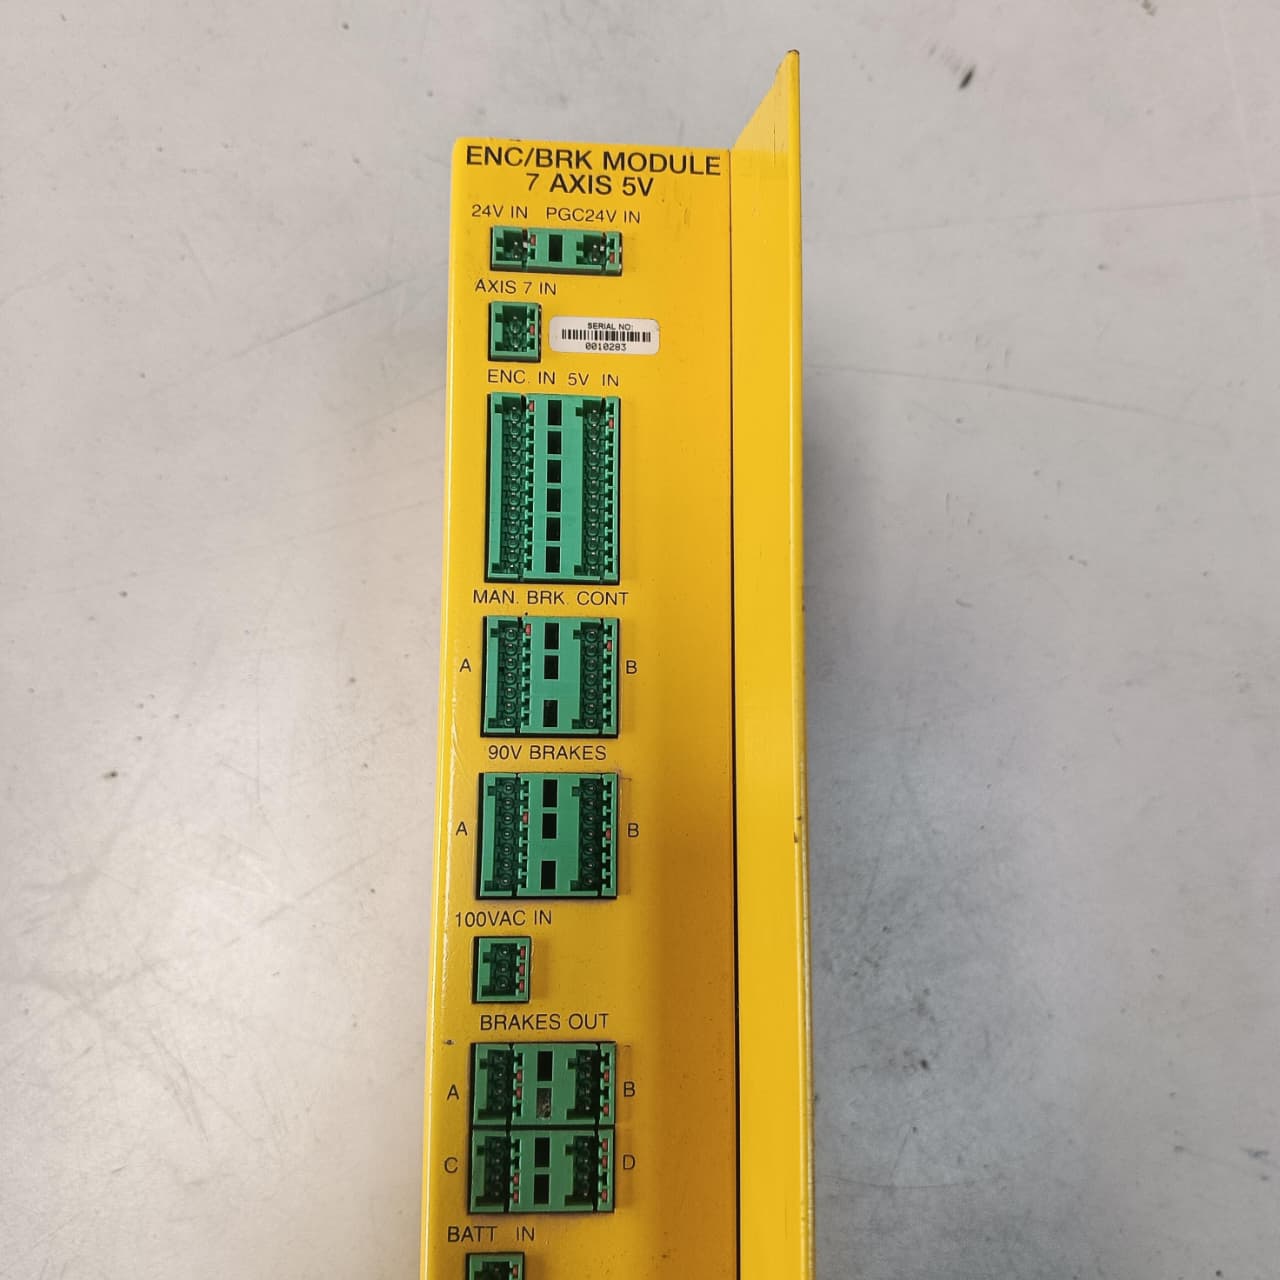 ENC/BRK MODULE
7 AXIS 5V
24V IN PGC24V IN
AXIS 7 IN
SERIAL NO:
0010283
ENC. IN 5V IN
MAN. BRK. CONT
A B
90V BRAKES
A B
100VAC IN
BRAKES OUT
A B
C D
BATT IN